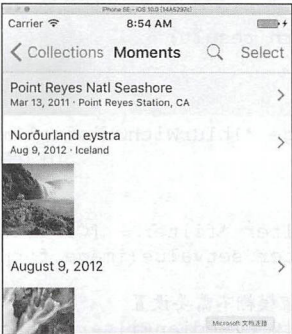 iPhone SE – iOS 10.0 (14A5297c)
Carrier 8:54 AM
Collections Moments Select
Point Reyes Natl Seashore
Mar 13, 2011 · Point Reyes Station, CA
Norðurland eystra
Aug 9, 2012 · Iceland
August 9, 2012
Microsoft 文档连接